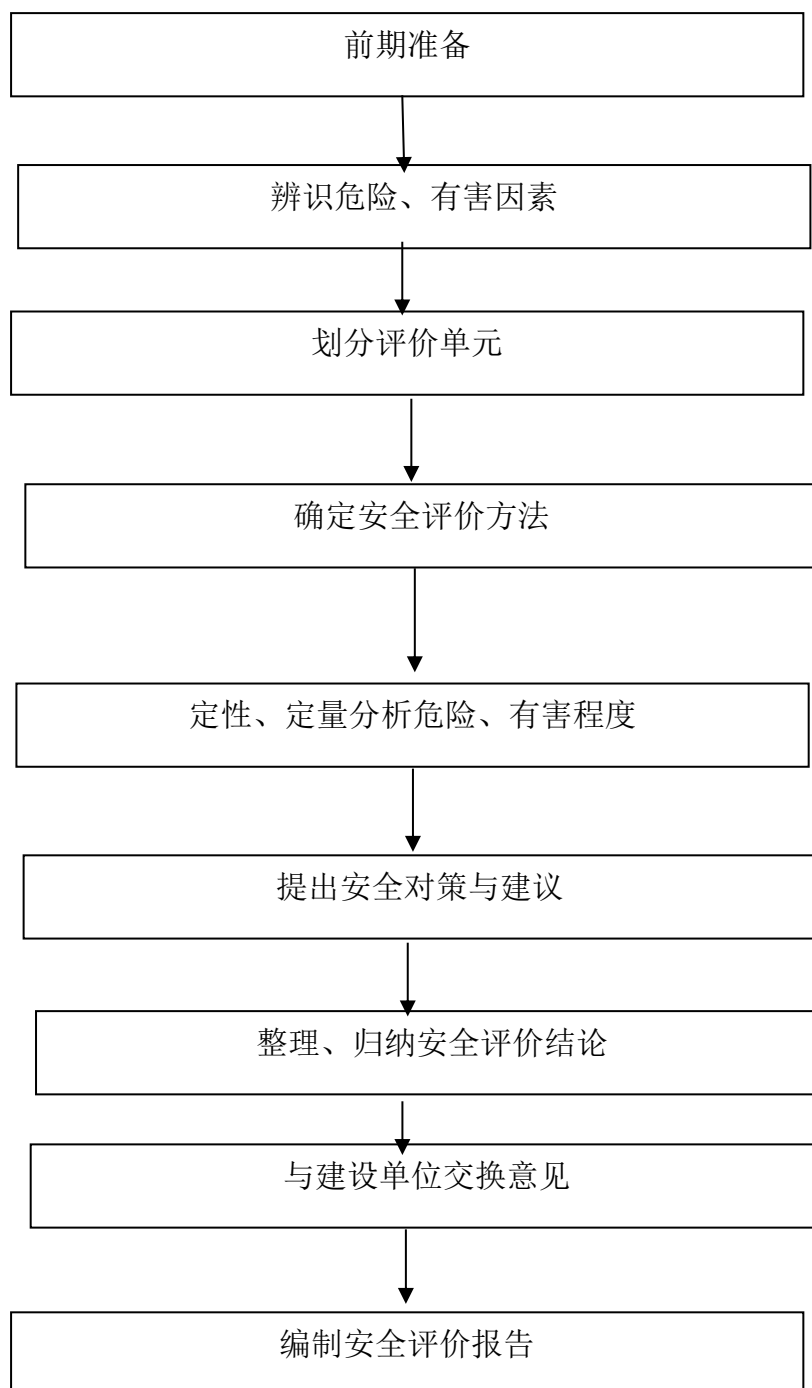 前期准备
辨识危险、有害因素
划分评价单元
确定安全评价方法
定性、定量分析危险、有害程度
提出安全对策与建议
整理、归纳安全评价结论
与建设单位交换意见
编制安全评价报告